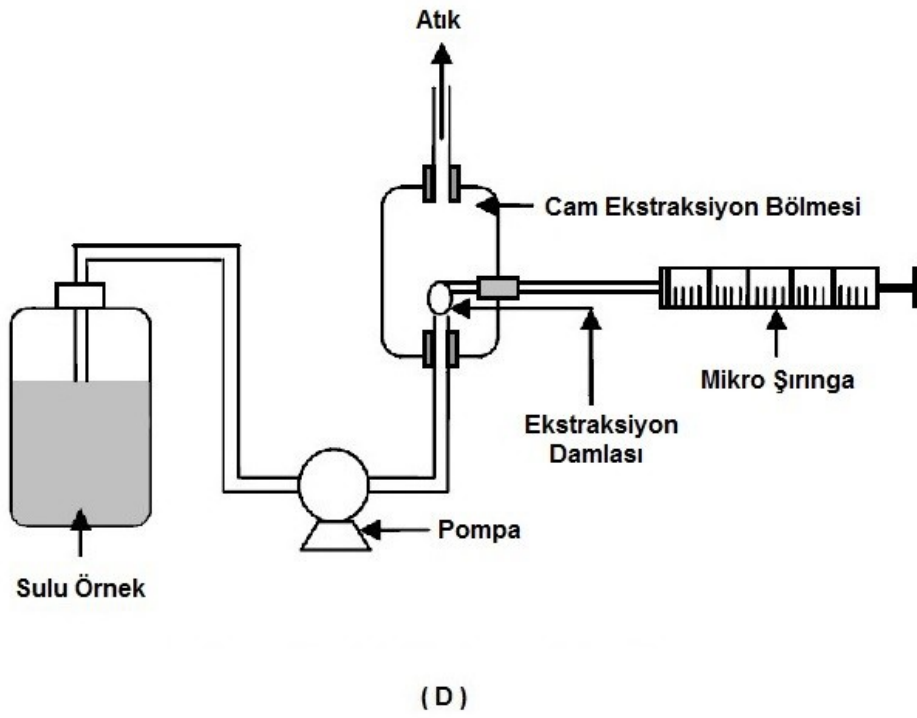 Atık
Cam Ekstraksiyon Bölmesi
Mikro Şırınga
Ekstraksiyon
Damlası
Pompa
Sulu Örnek
( D )